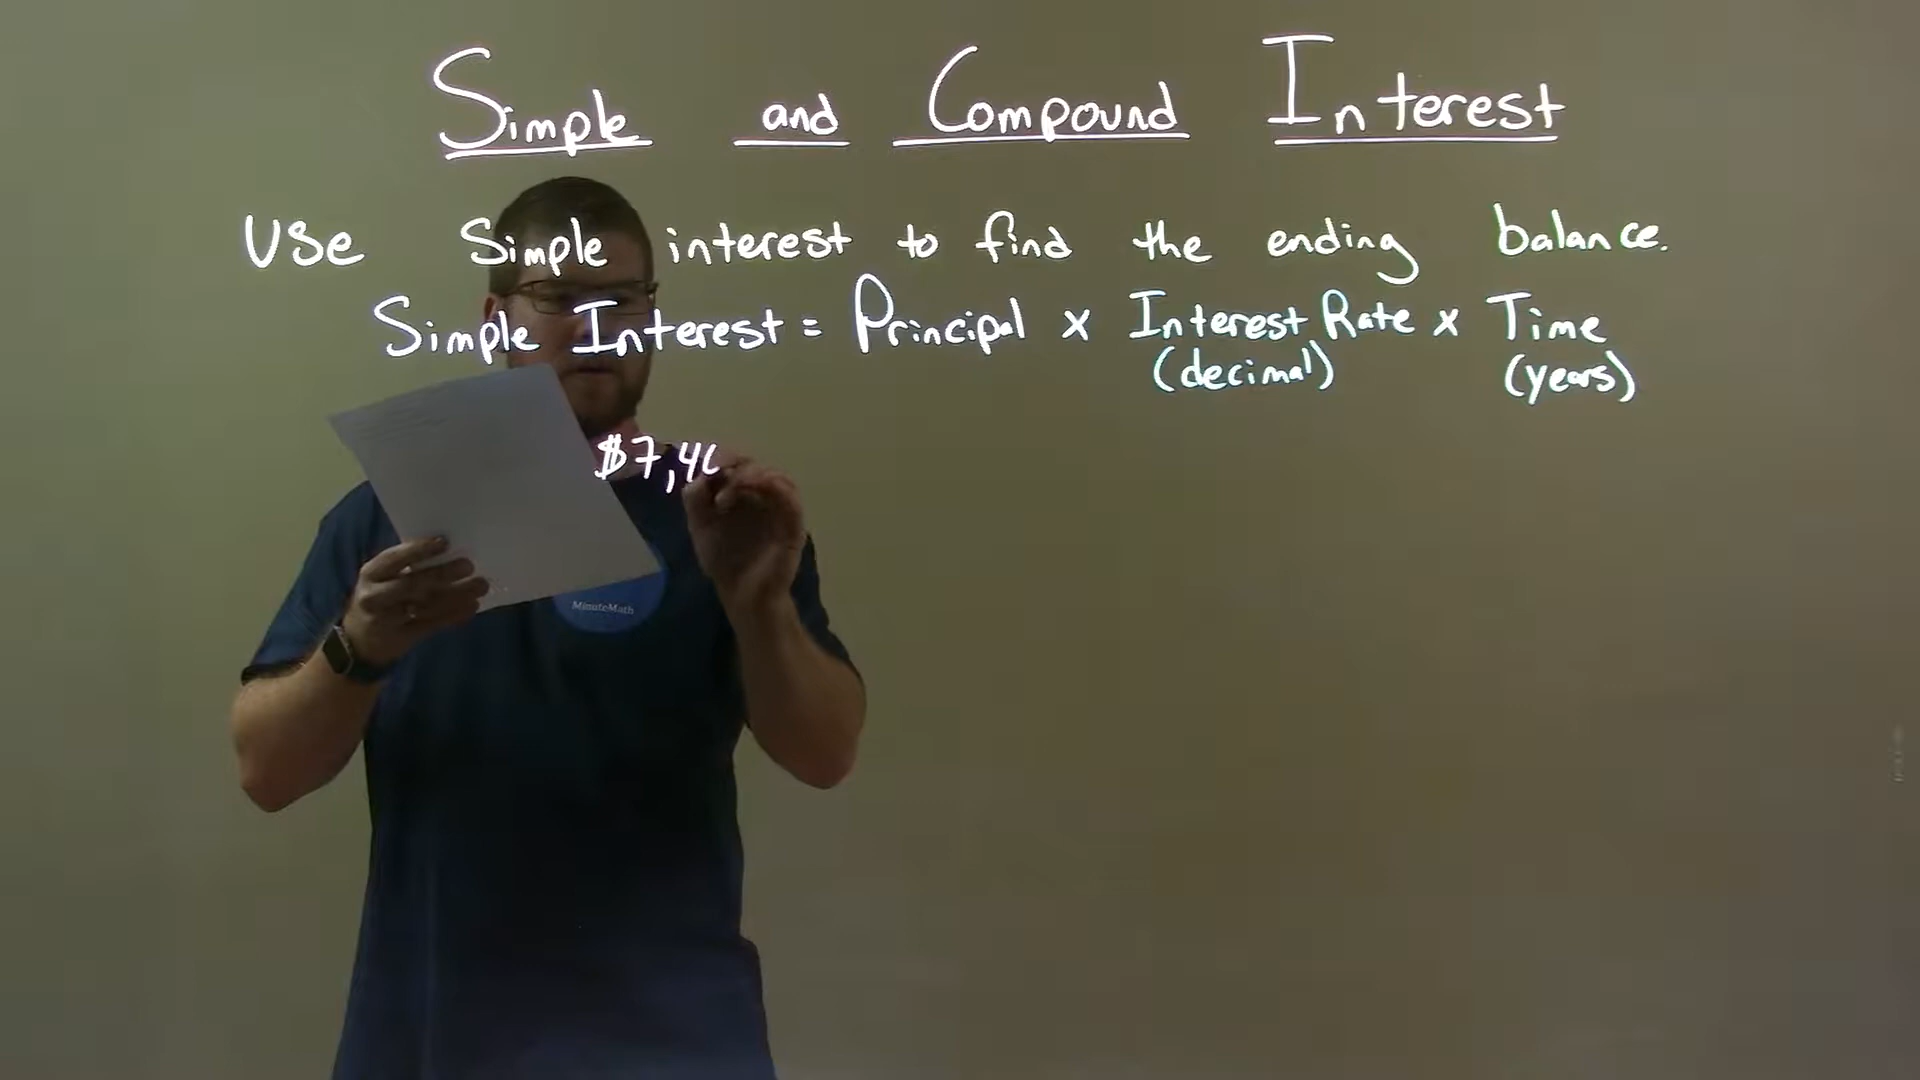 Simple and Compound Interest
Use Simple interest to find the ending balance.
Simple Interest = Principal x Interest Rate x Time
(decimal) (years)
$7,40
MinuteMath